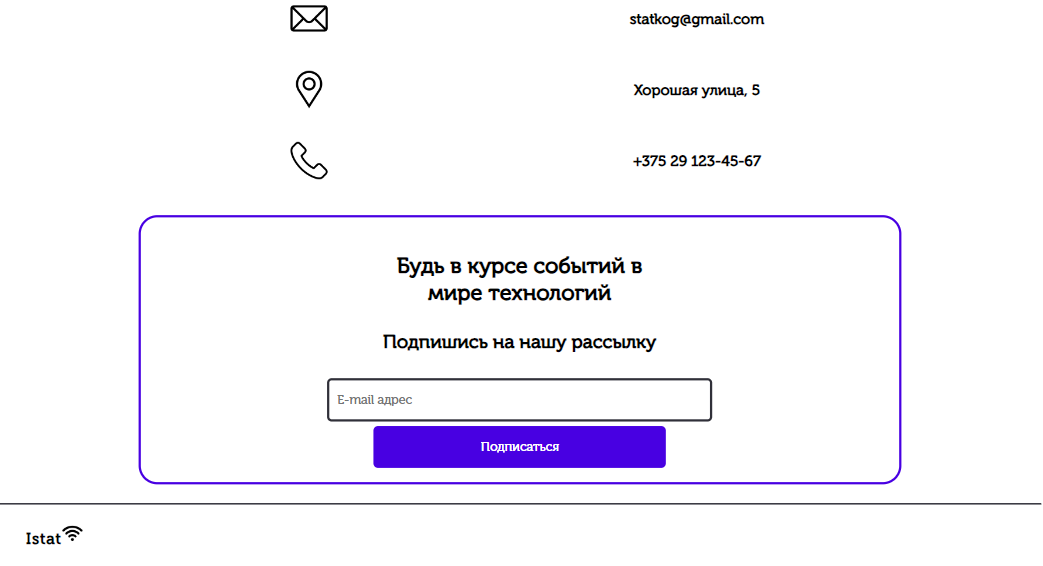 statkog@gmail.com
Хорошая улица, 5
+375 29 123-45-67
Будь в курсе событий в
мире технологий
Подпишись на нашу рассылку
E-mail адрес
Подписаться
Istat